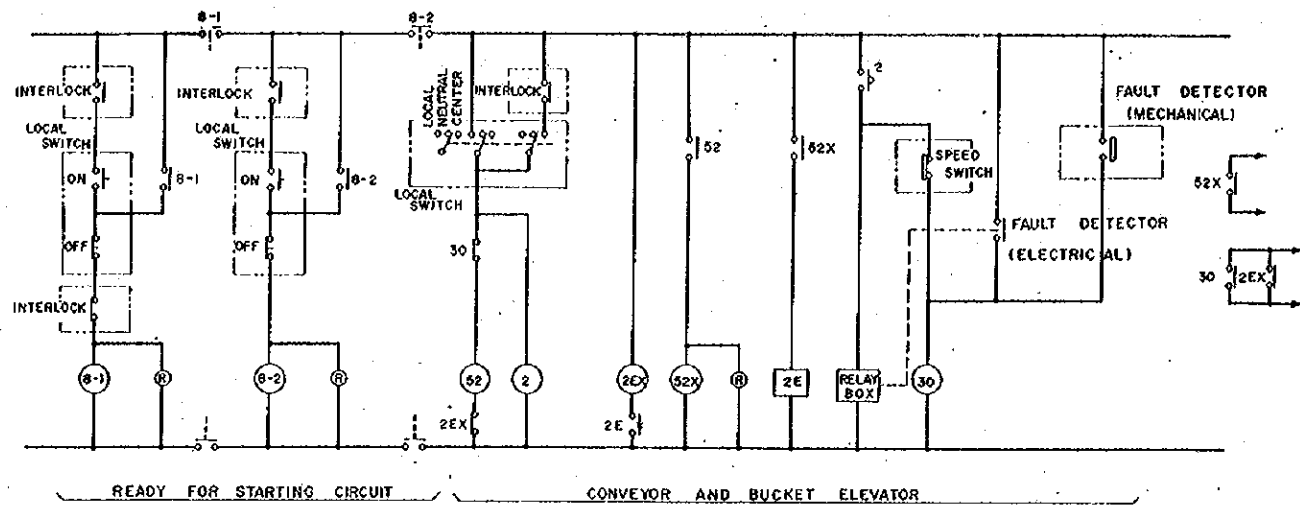 8-1
8-2
INTERLOCK
INTERLOCK
LOCAL
NEUTRAL
CENTER
INTERLOCK
2
FAULT DETECTOR
(MECHANICAL)
LOCAL
SWITCH
LOCAL
SWITCH
ON
8-1
ON
8-2
LOCAL
SWITCH
52
52X
SPEED
SWITCH
52X
OFF
OFF
30
FAULT DETECTOR
(ELECTRICAL)
INTERLOCK
30
2EX
8-1
R
8-2
R
52
2
2EX
52X
R
2E
RELAY
BOX
30
2EX
2E
READY FOR STARTING CIRCUIT
CONVEYOR AND BUCKET ELEVATOR